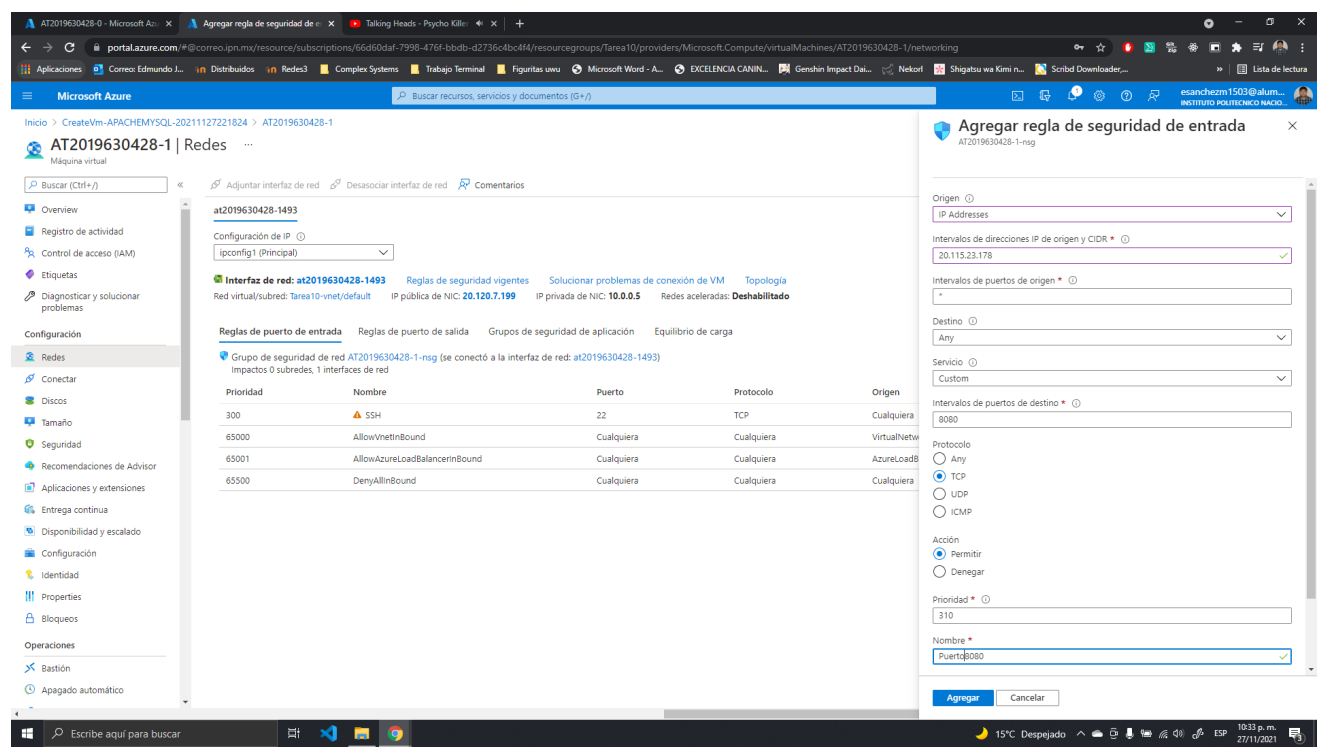 AT2019630428-0 - Microsoft Az
Agregar regla de seguridad de e
Talking Heads - Psycho Killer
portal.azure.com/#@correo.ipn.mx/resource/subscriptions/66d60daf-7998-476f-bbdb-d2736c4bc4f4/resourcegroups/Tarea10/providers/Microsoft.Compute/virtualMachines/AT2019630428-1/networking
Aplicaciones
Correo: Edmundo J...
Distribuidos
Redes3
Complex Systems
Trabajo Terminal
Figuritas uwu
Microsoft Word - A...
EXCELENCIA CANIN...
Genshin Impact Dai...
Nekorf
Shigatsu wa Kimi n...
Scribd Downloader,...
»
Lista de lectura
Microsoft Azure
Buscar recursos, servicios y documentos (G+/)
1
esanchezm1503@alum...
INSTITUTO POLITECNICO NACIO...
Inicio > CreateVm-APACHEMYSQL-20211127221824 > AT2019630428-1
AT2019630428-1 | Redes ...
Máquina virtual
Buscar (Ctrl+/)
«
Overview
Registro de actividad
Control de acceso (IAM)
Etiquetas
Diagnosticar y solucionar
problemas
Configuración
Redes
Conectar
Discos
Tamaño
Seguridad
Recomendaciones de Advisor
Aplicaciones y extensiones
Entrega continua
Disponibilidad y escalado
Configuración
Identidad
Properties
Bloqueos
Operaciones
Bastión
Apagado automático
Adjuntar interfaz de red
Desasociar interfaz de red
Comentarios
at2019630428-1493
Configuración de IP
ipconfig1 (Principal)
Interfaz de red: at2019630428-1493 Reglas de seguridad vigentes Solucionar problemas de conexión de VM Topología
Red virtual/subred: Tarea10-vnet/default IP pública de NIC: 20.120.7.199 IP privada de NIC: 10.0.0.5 Redes aceleradas: Deshabilitado
Reglas de puerto de entrada Reglas de puerto de salida Grupos de seguridad de aplicación Equilibrio de carga
Grupo de seguridad de red AT2019630428-1-nsg (se conectó a la interfaz de red: at2019630428-1493)
Impactos 0 subredes, 1 interfaces de red
Prioridad Nombre Puerto Protocolo Origen
300 SSH 22 TCP Cualquiera
65000 AllowVnetInBound Cualquiera Cualquiera VirtualNetw
65001 AllowAzureLoadBalancerInBound Cualquiera Cualquiera AzureLoadB
65500 DenyAllInBound Cualquiera Cualquiera Cualquiera
Agregar regla de seguridad de entrada
AT2019630428-1-nsg
Origen
IP Addresses
Intervalos de direcciones IP de origen y CIDR *
20.115.23.178
Intervalos de puertos de origen *
*
Destino
Any
Servicio
Custom
Intervalos de puertos de destino *
8080
Protocolo
Any
TCP
UDP
ICMP
Acción
Permitir
Denegar
Prioridad *
310
Nombre *
Puerto8080
Agregar
Cancelar
Escribe aquí para buscar
15°C Despejado
ESP
10:33 p. m.
27/11/2021
3